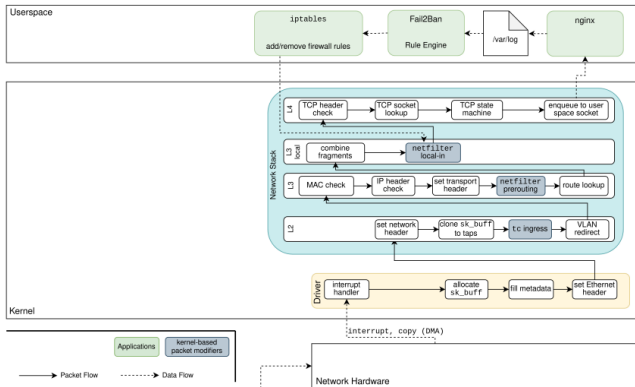 Userspace
iptables
add/remove firewall rules
Fail2Ban
Rule Engine
/var/log
nginx
Network Stack
L4
TCP header
check
TCP socket
lookup
TCP state
machine
enqueue to user
space socket
L3
local
combine
fragments
netfilter
local-in
L3
MAC check
IP header
check
set transport
header
netfilter
prerouting
route lookup
L2
set network
header
clone sk_buff
to taps
tc ingress
VLAN
redirect
Driver
interrupt
handler
allocate
sk_buff
fill metadata
set Ethernet
header
Kernel
interrupt, copy (DMA)
Applications
kernel-based
packet modifiers
Packet Flow
Data Flow
Network Hardware